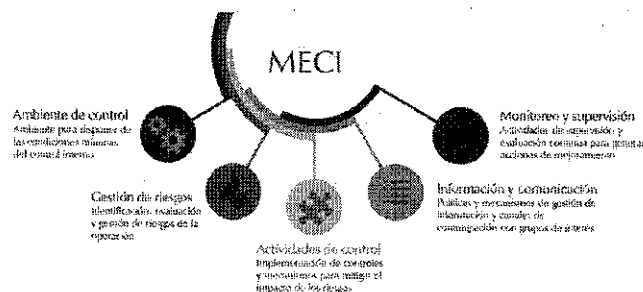 MECI
Ambiente de control
Ambiente para disponer de
las condiciones mínimas
del control interno
Gestión de riesgos
Identificación, evaluación
y gestión de riesgos de la
operación
Actividades de control
Implementación de controles
y mecanismos para mitigar el
impacto de los riesgos
Información y comunicación
Políticas y mecanismos de gestión de
información y canales de
comunicación con grupos de interés
Monitoreo y supervisión
Actividades de supervisión y
evaluación continua para generar
acciones de mejoramiento